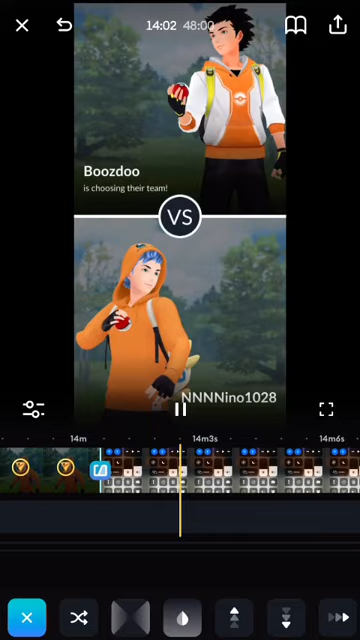 14:02 48:00
Boozdoo
is choosing their team!
VS
NNNNino1028
14m
14m3s
14m6s